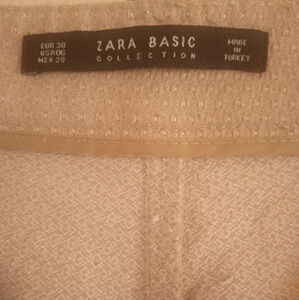 EUR 38
USA 06
MEX 28
ZARA BASIC
COLLECTION
MADE
IN
TURKEY